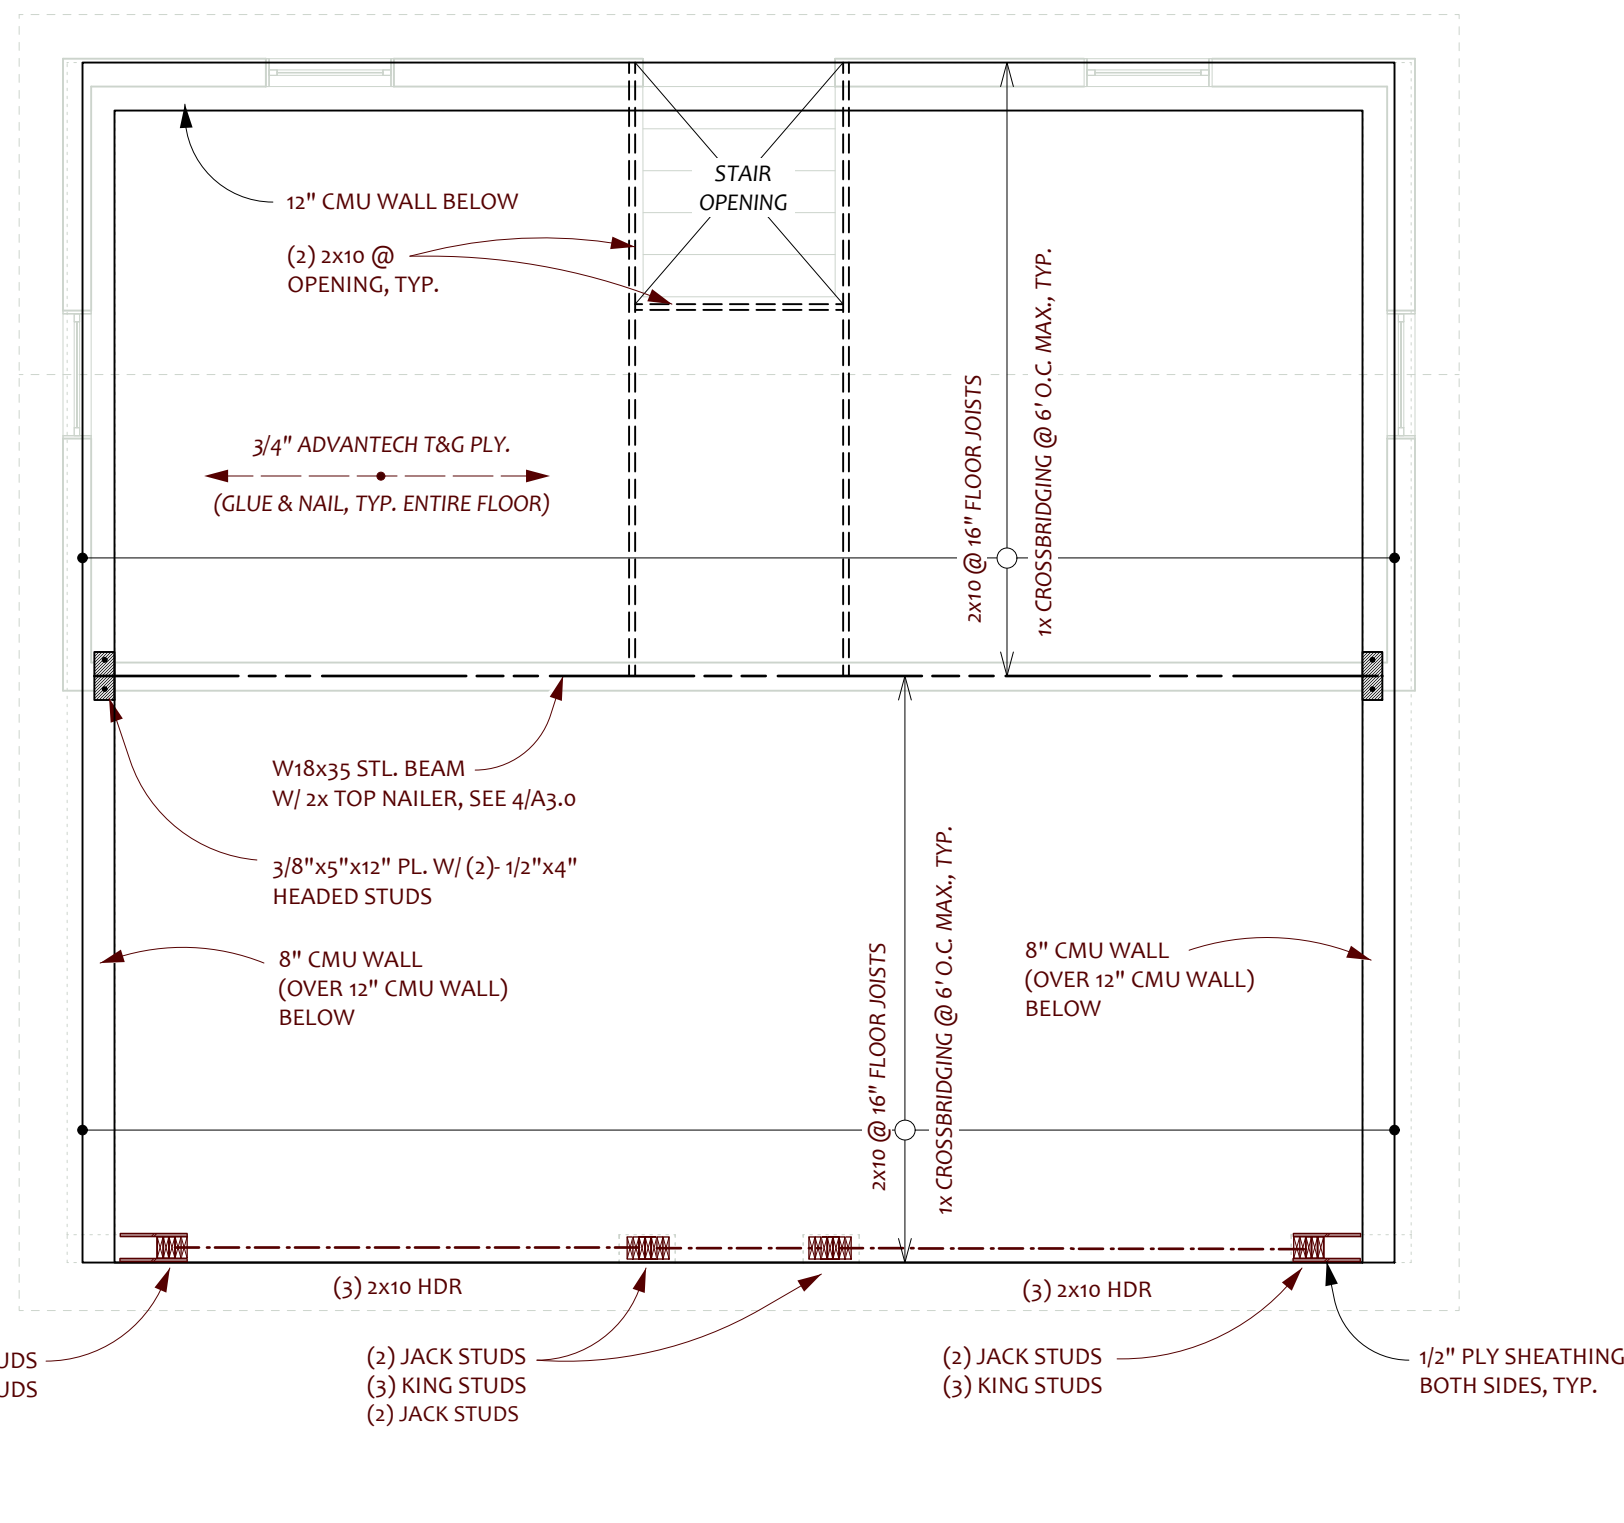 STAIR
OPENING
12" CMU WALL BELOW
(2) 2x10 @
OPENING, TYP.
3/4" ADVANTECH T&G PLY.
(GLUE & NAIL, TYP. ENTIRE FLOOR)
2x10 @ 16" FLOOR JOISTS
1x CROSSBRIDGING @ 6' O.C. MAX., TYP.
W18x35 STL. BEAM
W/ 2x TOP NAILER, SEE 4/A3.0
3/8"x5"x12" PL. W/ (2)- 1/2"x4"
HEADED STUDS
8" CMU WALL
(OVER 12" CMU WALL)
BELOW
2x10 @ 16" FLOOR JOISTS
1x CROSSBRIDGING @ 6' O.C. MAX., TYP.
8" CMU WALL
(OVER 12" CMU WALL)
BELOW
(3) 2x10 HDR
(3) 2x10 HDR
UDS
UDS
(2) JACK STUDS
(3) KING STUDS
(2) JACK STUDS
(2) JACK STUDS
(3) KING STUDS
1/2" PLY SHEATHING
BOTH SIDES, TYP.